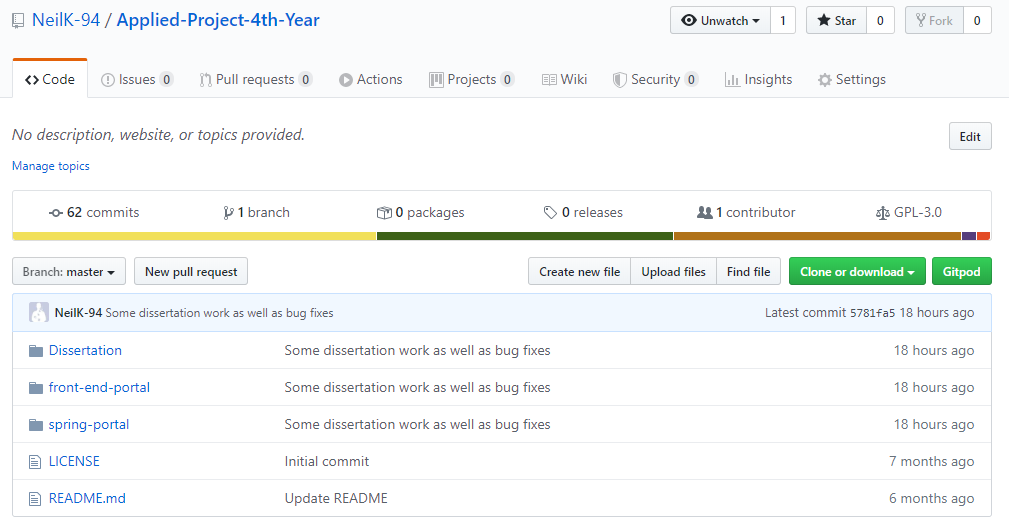 NeilK-94 / Applied-Project-4th-Year
Unwatch 1 Star 0 Fork 0
Code Issues 0 Pull requests 0 Actions Projects 0 Wiki Security 0 Insights Settings
No description, website, or topics provided. Edit
Manage topics
62 commits 1 branch 0 packages 0 releases 1 contributor GPL-3.0
Branch: master New pull request Create new file Upload files Find file Clone or download Gitpod
NeilK-94 Some dissertation work as well as bug fixes Latest commit 5781fa5 18 hours ago
Dissertation Some dissertation work as well as bug fixes 18 hours ago
front-end-portal Some dissertation work as well as bug fixes 18 hours ago
spring-portal Some dissertation work as well as bug fixes 18 hours ago
LICENSE Initial commit 7 months ago
README.md Update README 6 months ago